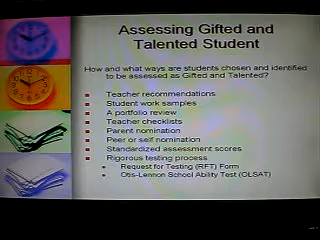 Assessing Gifted and
Talented Student
How and what ways are students chosen and identified
to be assessed as Gifted and Talented?
Teacher recommendations
Student work samples
A portfolio review
Teacher checklists
Parent nomination
Peer or self nomination
Standardized assessment scores
Rigorous testing process
Request for Testing (RFT) Form
Otis-Lennon School Ability Test (OLSAT)